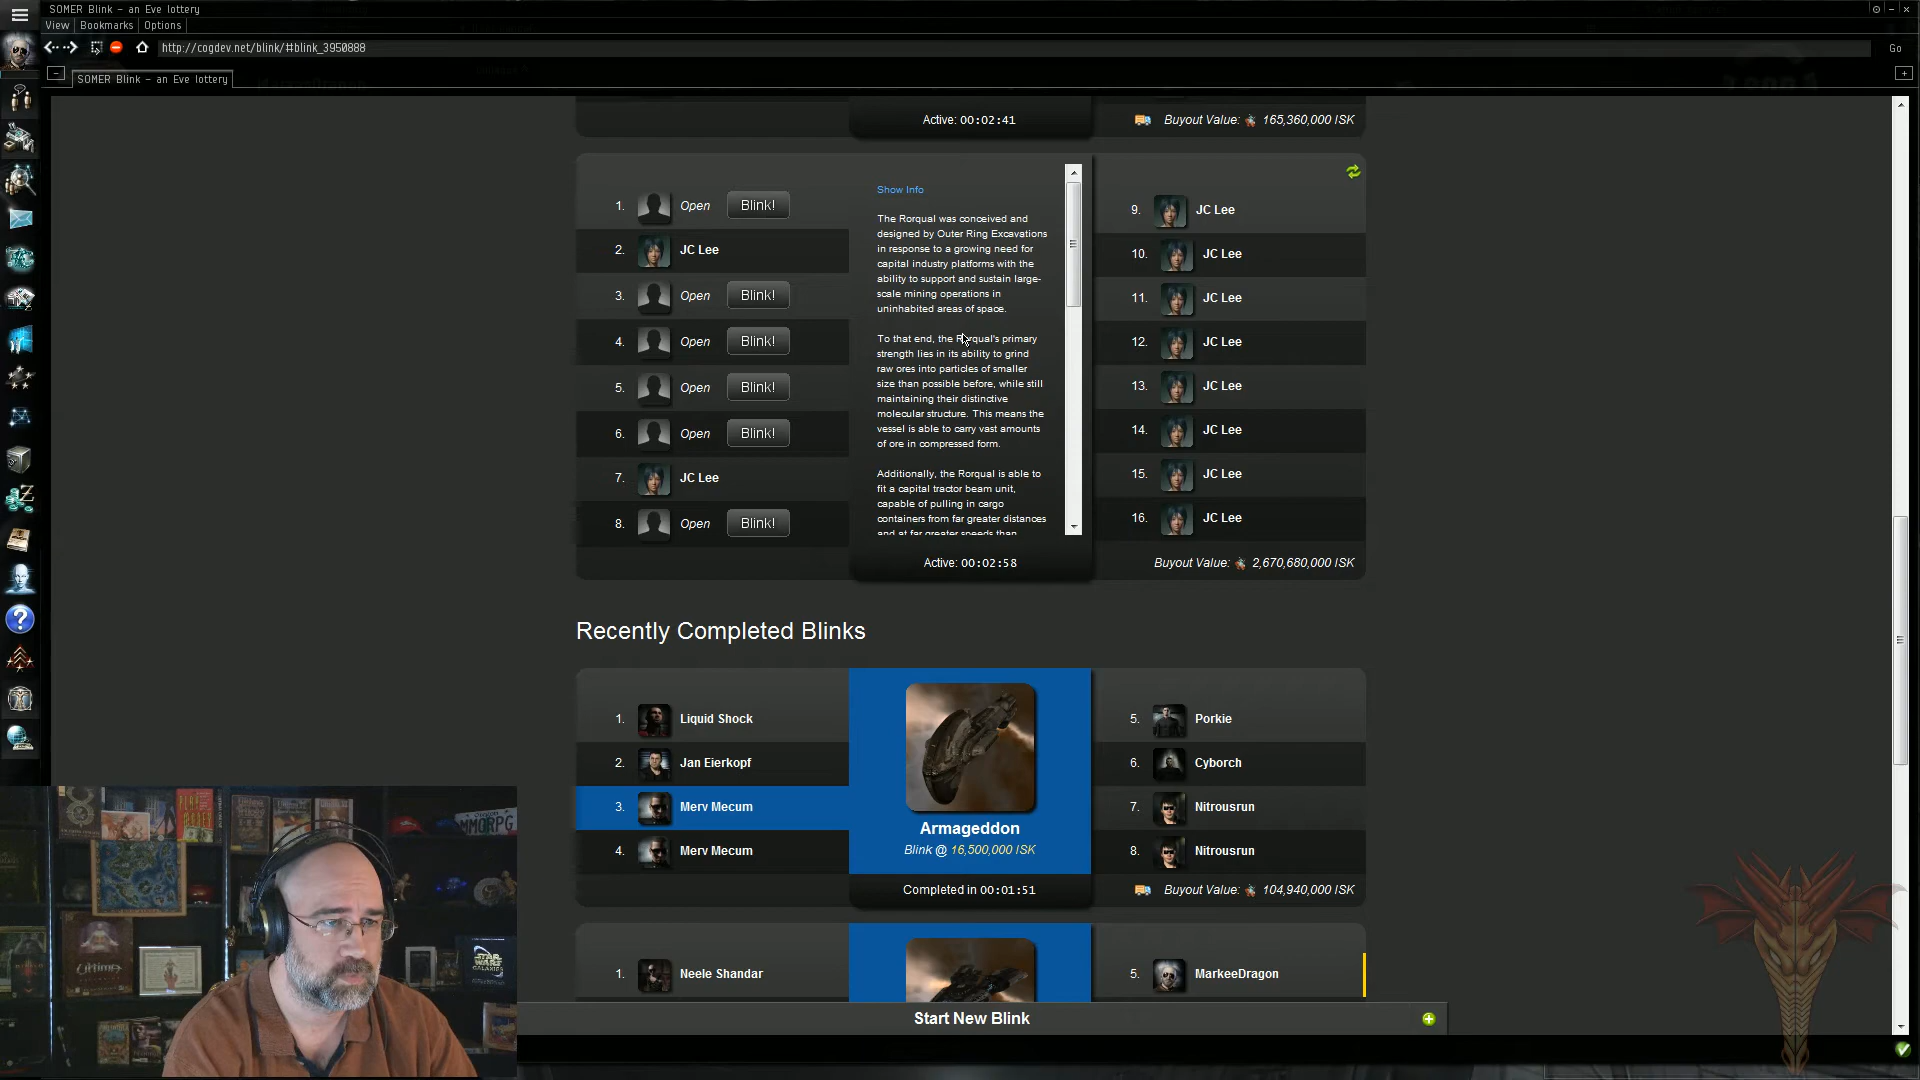 SOMER Blink – an Eve lottery
View Bookmarks Options
http://cogdev.net/blink/#blink_3950888
Go
SOMER Blink – an Eve lottery
Active: 00:02:41
Buyout Value: 165,360,000 ISK
1. Open Blink!
2. JC Lee
3. Open Blink!
4. Open Blink!
5. Open Blink!
6. Open Blink!
7. JC Lee
8. Open Blink!
Show Info
The Rorqual was conceived and
designed by Outer Ring Excavations
in response to a growing need for
capital industry platforms with the
ability to support and sustain large-
scale mining operations in
uninhabited areas of space.
To that end, the Rorqual's primary
strength lies in its ability to grind
raw ores into particles of smaller
size than possible before, while still
maintaining their distinctive
molecular structure. This means the
vessel is able to carry vast amounts
of ore in compressed form.
Additionally, the Rorqual is able to
fit a capital tractor beam unit,
capable of pulling in cargo
containers from far greater distances
and at far greater speeds than
Active: 00:02:58
9. JC Lee
10. JC Lee
11. JC Lee
12. JC Lee
13. JC Lee
14. JC Lee
15. JC Lee
16. JC Lee
Buyout Value: 2,670,680,000 ISK
Recently Completed Blinks
1. Liquid Shock
2. Jan Eierkopf
3. Merv Mecum
4. Merv Mecum
Armageddon
Blink @ 16,500,000 ISK
Completed in 00:01:51
5. Porkie
6. Cyborch
7. Nitrousrun
8. Nitrousrun
Buyout Value: 104,940,000 ISK
1. Neele Shandar
5. MarkeeDragon
Start New Blink
MMORPG
ultima
STAR WARS
GALAXIES